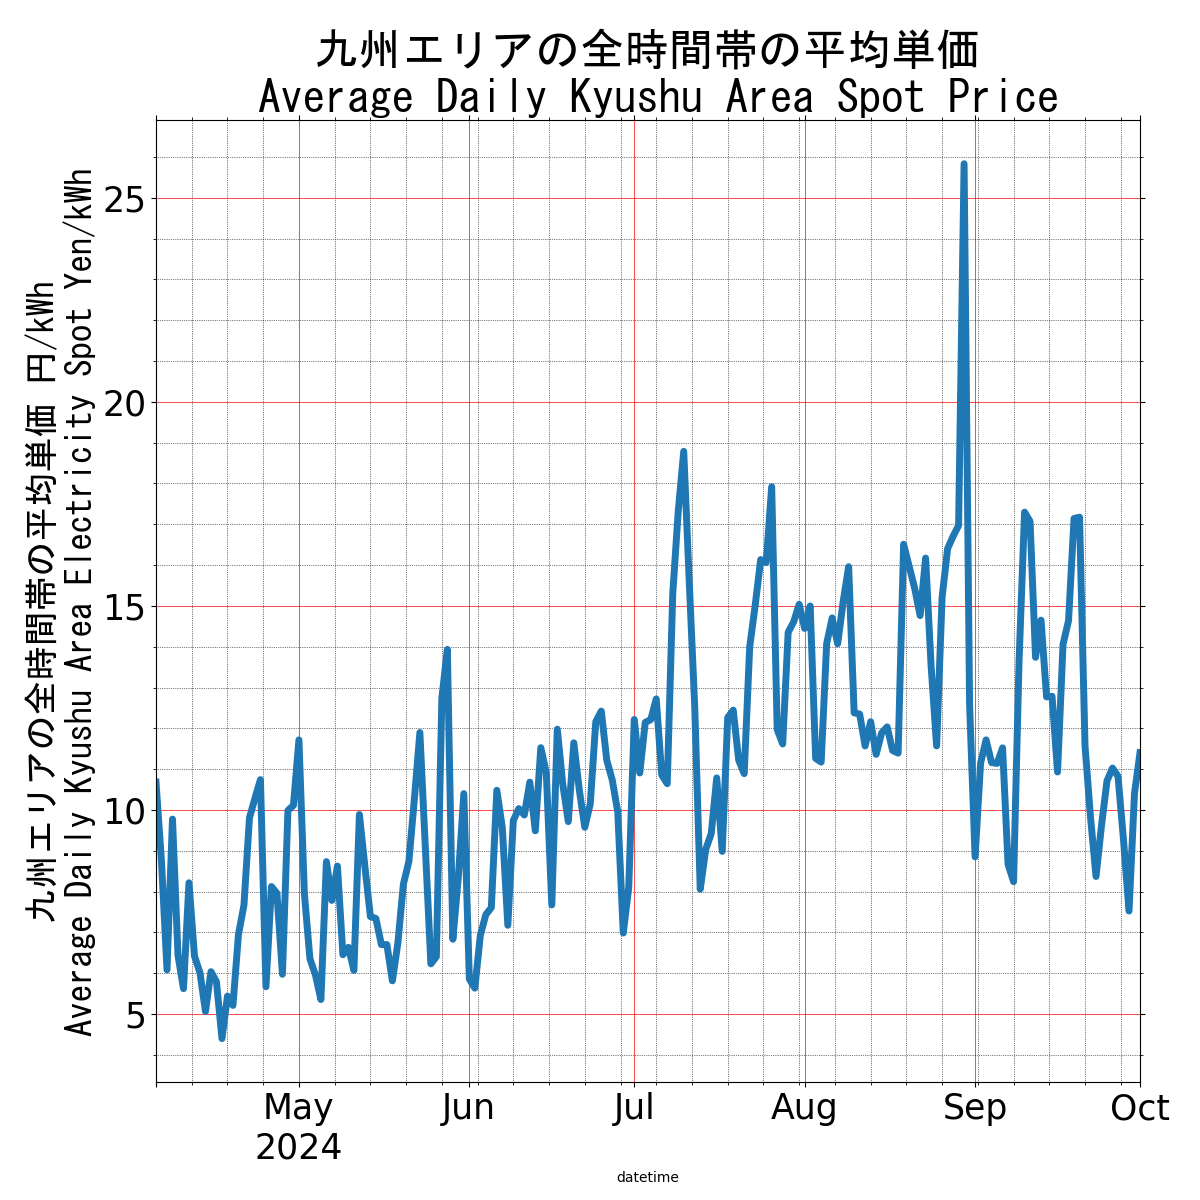 九州エリアの全時間帯の平均単価
Average Daily Kyushu Area Spot Price
九州エリアの全時間帯の平均単価 円/kWh
Average Daily Kyushu Area Electricity Spot Yen/kWh
25
20
15
10
5
May
2024
Jun
Jul
Aug
Sep
Oct
datetime